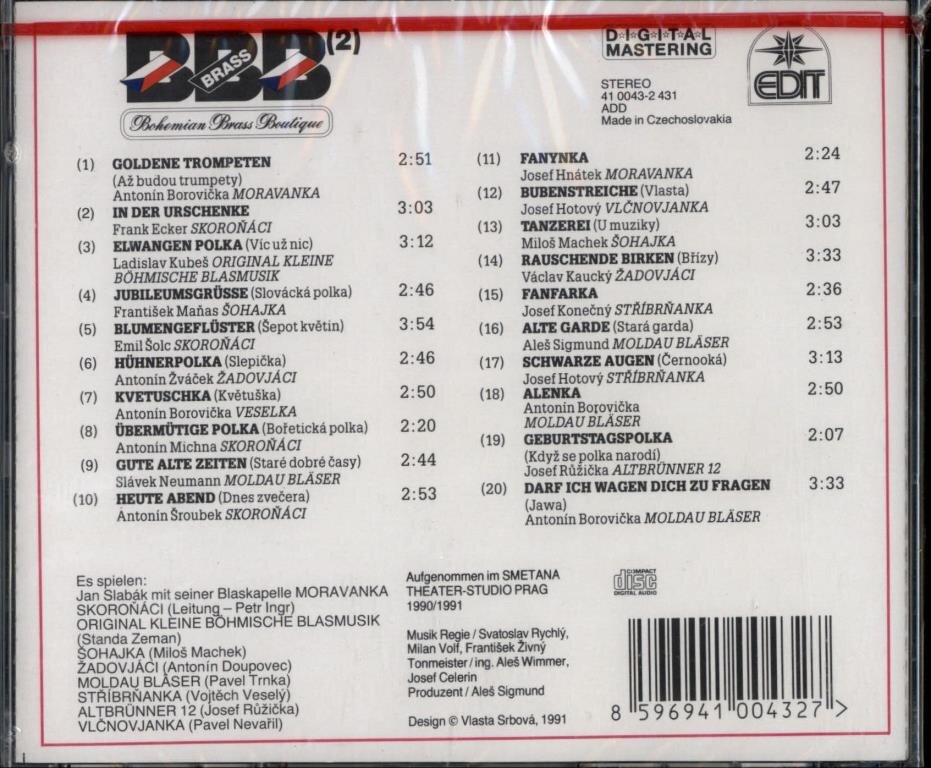 BBB (2)
BRASS
Bohemian Brass Boutique
DIGITAL
MASTERING
STEREO
41 0043-2 431
ADD
Made in Czechoslovakia
EDIT
(1) GOLDENE TROMPETEN 2:51
(Až budou trumpety)
Antonín Borovička MORAVANKA
(2) IN DER URSCHENKE 3:03
Frank Ecker SKOROŇÁCI
(3) ELWANGEN POLKA (Víc už nic) 3:12
Ladislav Kubeš ORIGINAL KLEINE
BÖHMISCHE BLASMUSIK
(4) JUBILEUMSGRÜSSE (Slovácká polka) 2:46
František Maňas ŠOHAJKA
(5) BLUMENGEFLÜSTER (Šepot květin) 3:54
Emil Šolc SKOROŇÁCI
(6) HÜHNERPOLKA (Slepička) 2:46
Antonín Žváček ŽADOVJÁCI
(7) KVETUSCHKA (Květuška) 2:50
Antonín Borovička VESELKA
(8) ÜBERMÜTIGE POLKA (Bořetická polka) 2:20
Antonín Michna SKOROŇÁCI
(9) GUTE ALTE ZEITEN (Staré dobré časy) 2:44
Slávek Neumann MOLDAU BLÄSER
(10) HEUTE ABEND (Dnes zvečera) 2:53
Antonín Šroubek SKOROŇÁCI
(11) FANYNKA 2:24
Josef Hnátek MORAVANKA
(12) BUBENSTREICHE (Vlasta) 2:47
Josef Hotový VLČNOVJANKA
(13) TANZEREI (U muziky) 3:03
Miloš Machek ŠOHAJKA
(14) RAUSCHENDE BIRKEN (Břízy) 3:33
Václav Kaucký ŽADOVJÁCI
(15) FANFARKA 2:36
Josef Konečný STŘÍBRŇANKA
(16) ALTE GARDE (Stará garda) 2:53
Aleš Sigmund MOLDAU BLÄSER
(17) SCHWARZE AUGEN (Černooká) 3:13
Josef Hotový STŘÍBRŇANKA
(18) ALENKA 2:50
Antonín Borovička
MOLDAU BLÄSER
(19) GEBURTSTAGSPOLKA 2:07
(Když se polka narodí)
Josef Růžička ALTBRÜNNER 12
(20) DARF ICH WAGEN DICH ZU FRAGEN 3:33
(Jawa)
Antonín Borovička MOLDAU BLÄSER
Es spielen:
Jan Slabák mit seiner Blaskapelle MORAVANKA
SKOROŇÁCI (Leitung – Petr Ingr)
ORIGINAL KLEINE BÖHMISCHE BLASMUSIK
(Standa Zeman)
ŠOHAJKA (Miloš Machek)
ŽADOVJÁCI (Antonín Doupovec)
MOLDAU BLÄSER (Pavel Trnka)
STŘÍBRŇANKA (Vojtěch Veselý)
ALTBRÜNNER 12 (Josef Růžička)
VLČNOVJANKA (Pavel Nevařil)
Aufgenommen im SMETANA
THEATER-STUDIO PRAG
1990/1991
Musik Regie / Svatoslav Rychlý,
Milan Volf, František Živný
Tonmeister / ing. Aleš Wimmer,
Josef Celerin
Produzent / Aleš Sigmund
Design © Vlasta Srbová, 1991
COMPACT
disc
DIGITAL AUDIO
8 596941 004327 >